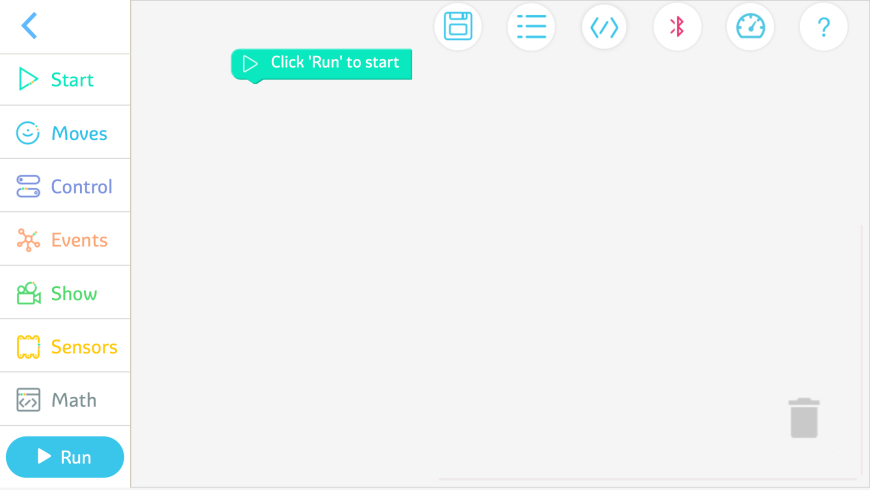 Click 'Run' to start
Start
Moves
Control
Events
Show
Sensors
Math
Run
?